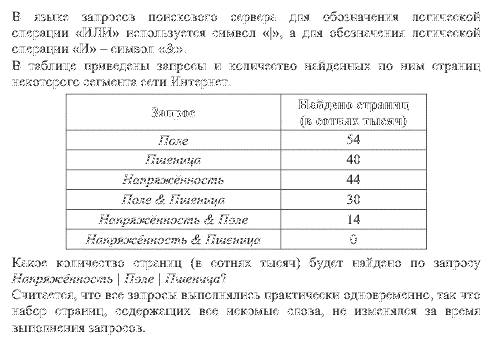 В языке запросов поискового сервера для обозначения логической
операции «ИЛИ» используется символ «|», а для обозначения логической
операции «И» – символ «&».
В таблице приведены запросы и количество найденных по ним страниц
некоторого сегмента сети Интернет.
Запрос Найдено страниц
(в сотнях тысяч)
Поле 54
Пшеница 40
Напряжённость 44
Поле & Пшеница 30
Напряжённость & Поле 14
Напряжённость & Пшеница 0
Какое количество страниц (в сотнях тысяч) будет найдено по запросу
Напряжённость | Поле | Пшеница?
Считается, что все запросы выполнялись практически одновременно, так что
набор страниц, содержащих все искомые слова, не изменялся за время
выполнения запросов.